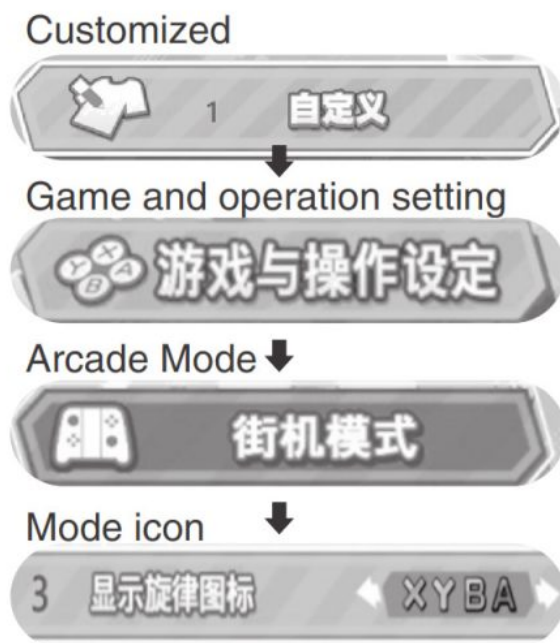 Customized
1 自定义
Game and operation setting
Y X B A 游戏与操作设定
Arcade Mode
街机模式
Mode icon
3 显示旋律图标 X Y B A